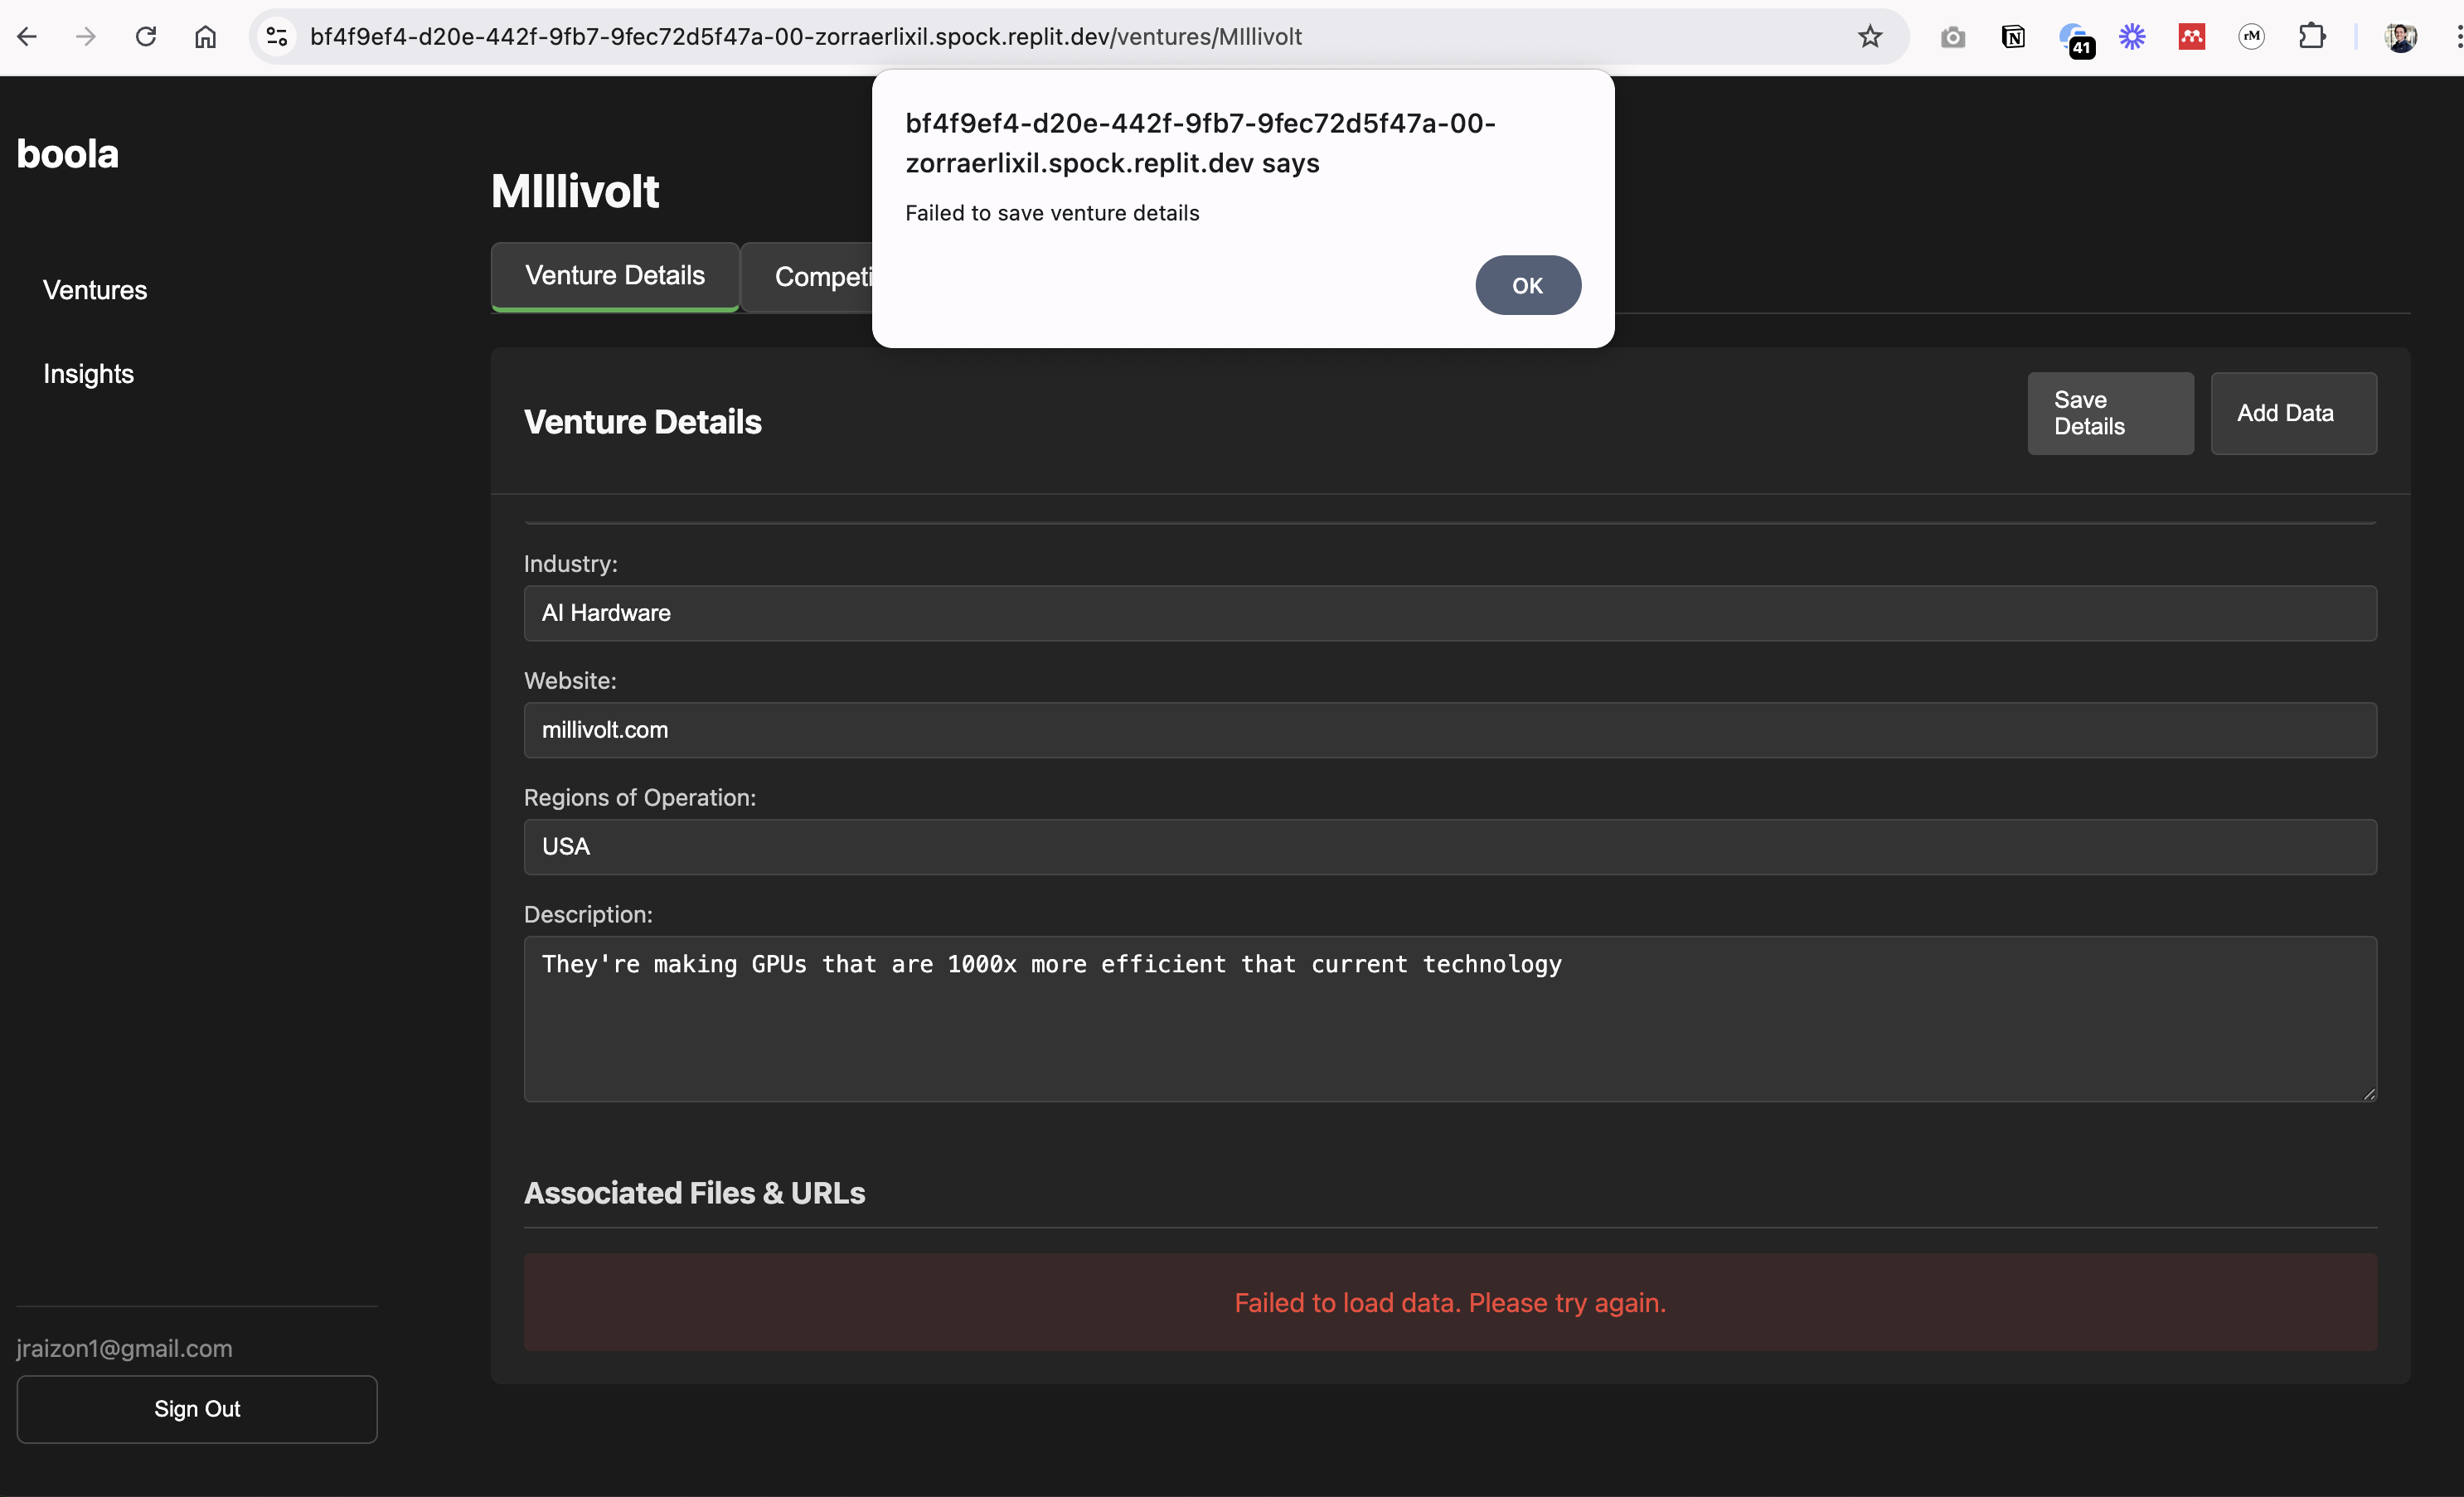 bf4f9ef4-d20e-442f-9fb7-9fec72d5f47a-00-zorraerlixil.spock.replit.dev/ventures/MIllivolt
41
rM
bf4f9ef4-d20e-442f-9fb7-9fec72d5f47a-00-
zorraerlixil.spock.replit.dev says
Failed to save venture details
OK
boola
Ventures
Insights
MIllivolt
Venture Details
Competi
Venture Details
Save
Details
Add Data
Industry:
AI Hardware
Website:
millivolt.com
Regions of Operation:
USA
Description:
They're making GPUs that are 1000x more efficient that current technology
Associated Files & URLs
Failed to load data. Please try again.
jraizon1@gmail.com
Sign Out